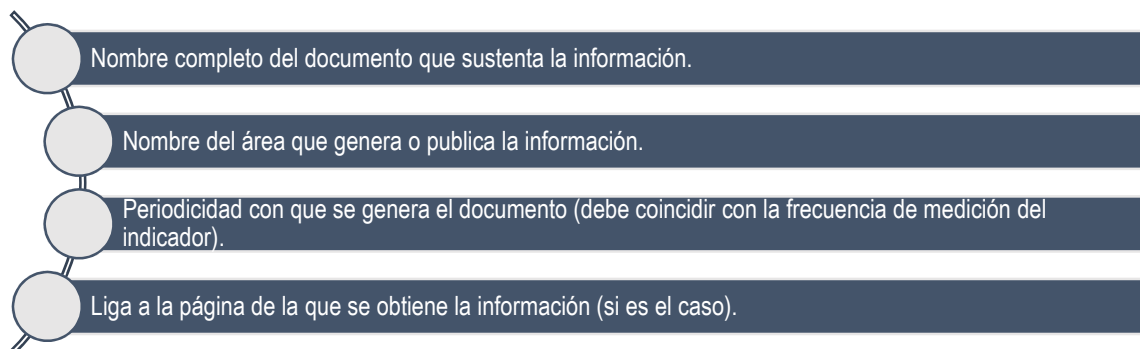 Nombre completo del documento que sustenta la información.
Nombre del área que genera o publica la información.
Periodicidad con que se genera el documento (debe coincidir con la frecuencia de medición del
indicador).
Liga a la página de la que se obtiene la información (si es el caso).